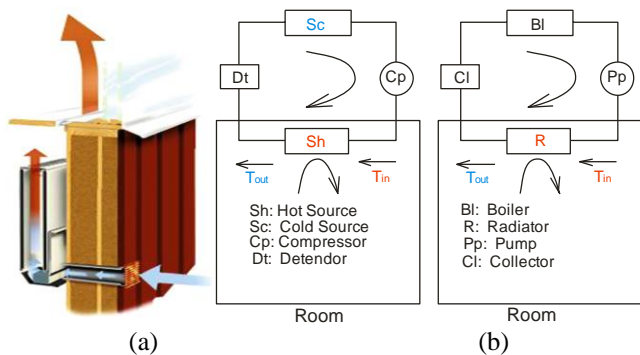 Sc
Dt
Cp
Sh
Tout
Tin
Sh: Hot Source
Sc: Cold Source
Cp: Compressor
Dt: Detendor
Room
Bl
Cl
Pp
R
Tout
Tin
Bl: Boiler
R: Radiator
Pp: Pump
Cl: Collector
Room
(a)
(b)